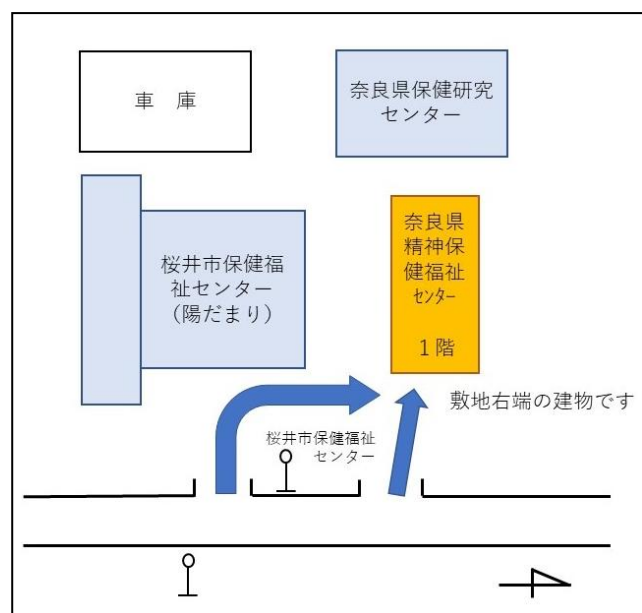 車　庫
奈良県保健研究
センター
桜井市保健福
祉センター
（陽だまり）
奈良県
精神保
健福祉
ｾﾝﾀｰ
１階
敷地右端の建物です
桜井市保健福祉
センター